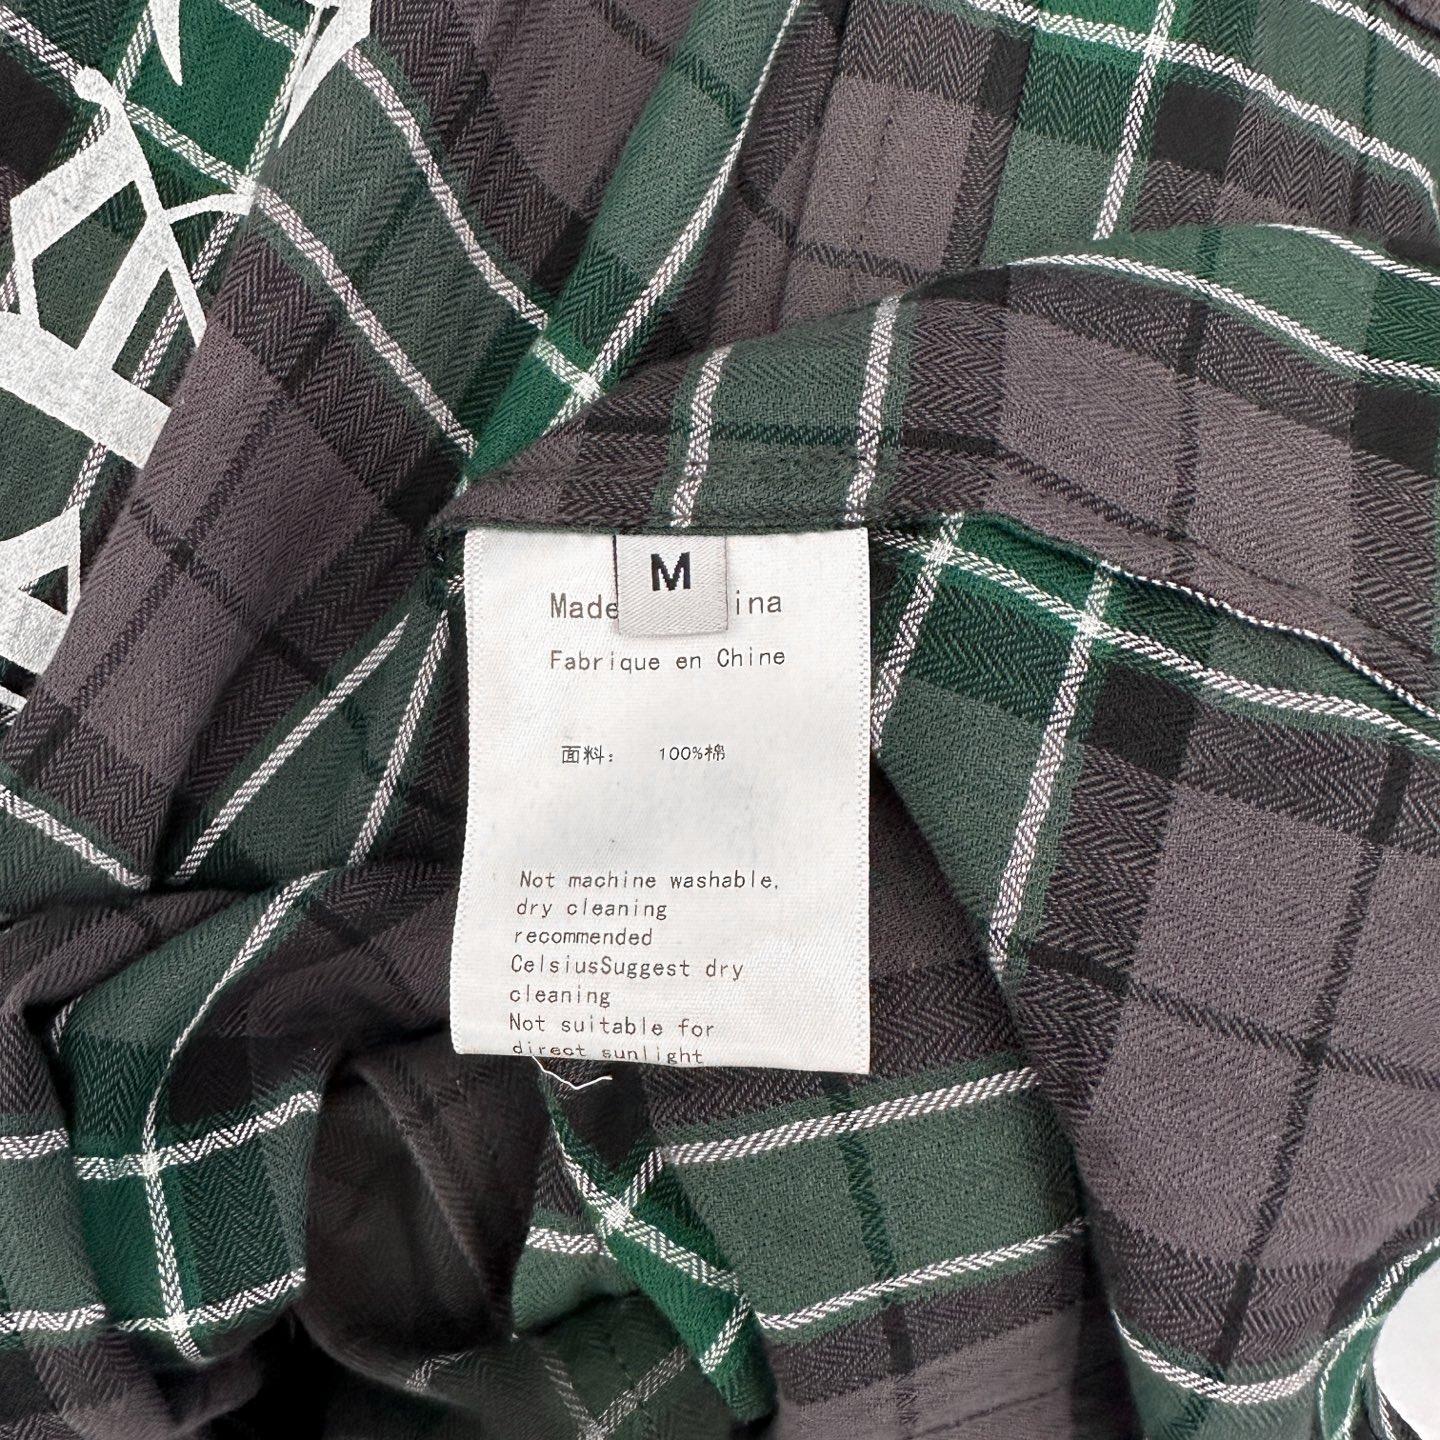 M
Made ina
Fabrique en Chine
面料： 100%棉
Not machine washable,
dry cleaning
recommended
CelsiusSuggest dry
cleaning
Not suitable for
direct sunlight